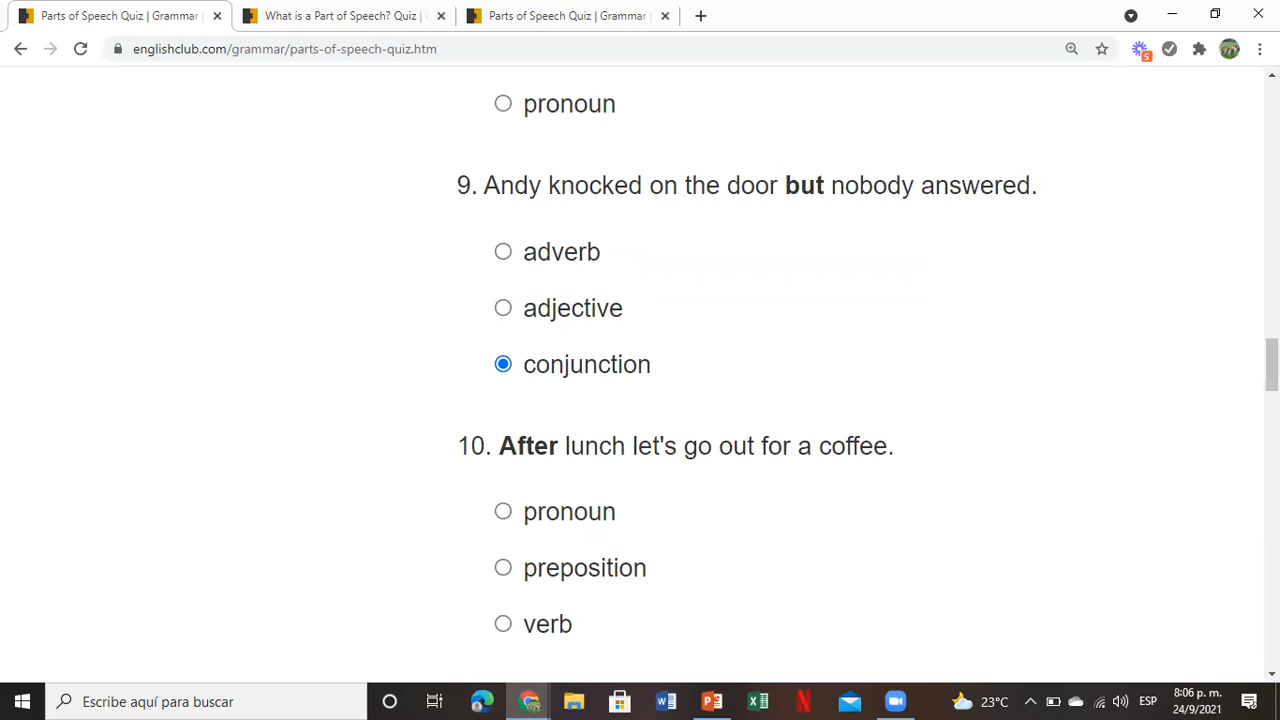 Parts of Speech Quiz | Grammar
What is a Part of Speech? Quiz |
Parts of Speech Quiz | Grammar
englishclub.com/grammar/parts-of-speech-quiz.htm
5
pronoun
9. Andy knocked on the door but nobody answered.
adverb
adjective
conjunction
10. After lunch let's go out for a coffee.
pronoun
preposition
verb
Escribe aquí para buscar
23°C
ESP
8:06 p. m.
24/9/2021